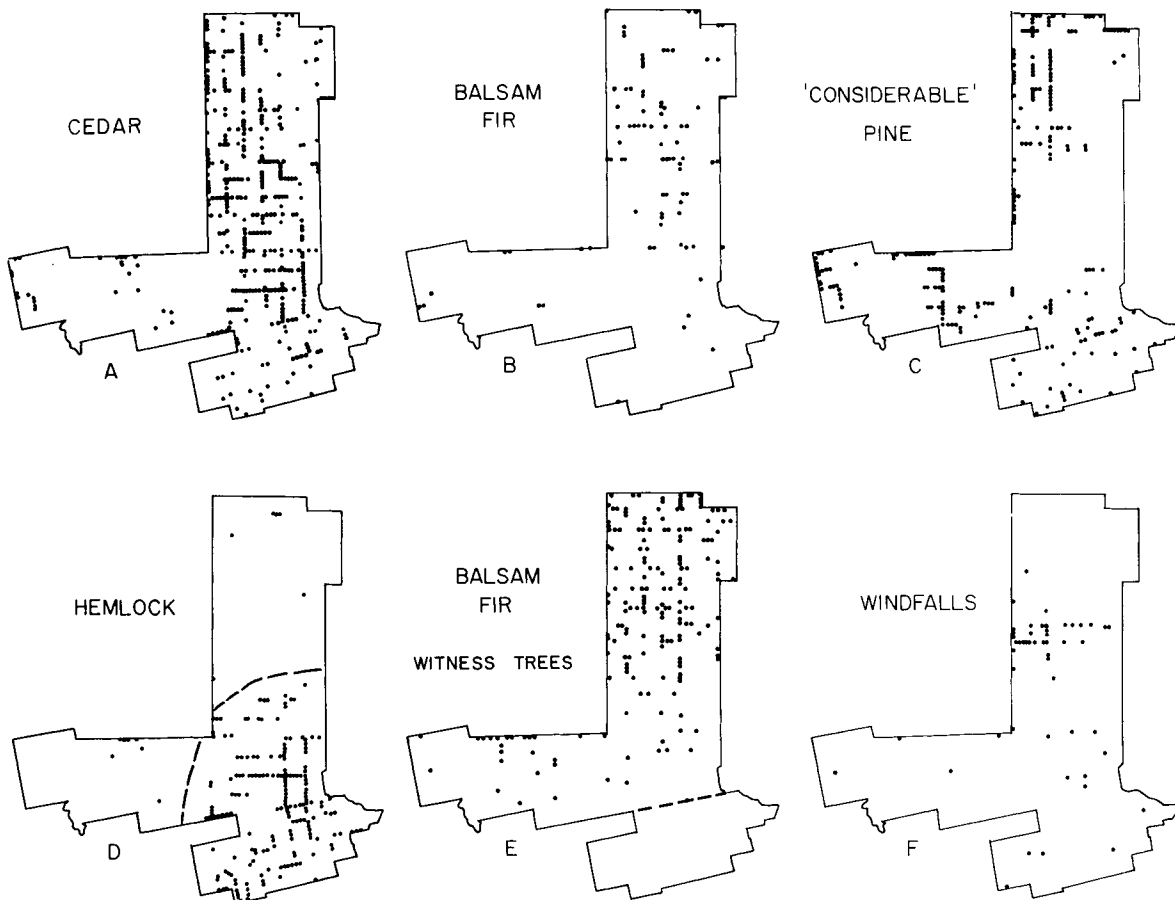 CEDAR
A
BALSAM
FIR
B
'CONSIDERABLE'
PINE
C
HEMLOCK
D
BALSAM
FIR
WITNESS TREES
E
WINDFALLS
F